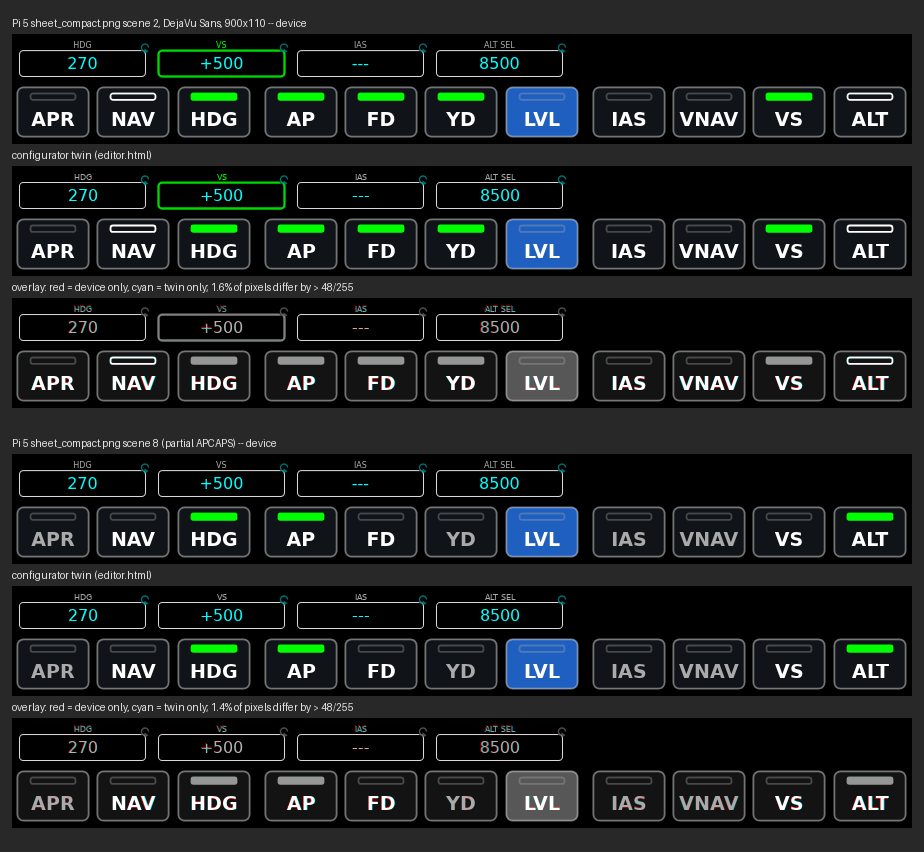 Pi 5 sheet_compact.png scene 2, DejaVu Sans, 900x110 -- device
HDG VS IAS ALT SEL
270 +500 --- 8500
APR NAV HDG AP FD YD LVL IAS VNAV VS ALT
configurator twin (editor.html)
HDG VS IAS ALT SEL
270 +500 --- 8500
APR NAV HDG AP FD YD LVL IAS VNAV VS ALT
overlay: red = device only, cyan = twin only; 1.6% of pixels differ by > 48/255
HDG VS IAS ALT SEL
270 +500 --- 8500
APR NAV HDG AP FD YD LVL IAS VNAV VS ALT
Pi 5 sheet_compact.png scene 8 (partial APCAPS) -- device
HDG VS IAS ALT SEL
270 +500 --- 8500
APR NAV HDG AP FD YD LVL IAS VNAV VS ALT
configurator twin (editor.html)
HDG VS IAS ALT SEL
270 +500 --- 8500
APR NAV HDG AP FD YD LVL IAS VNAV VS ALT
overlay: red = device only, cyan = twin only; 1.4% of pixels differ by > 48/255
HDG VS IAS ALT SEL
270 +500 --- 8500
APR NAV HDG AP FD YD LVL IAS VNAV VS ALT